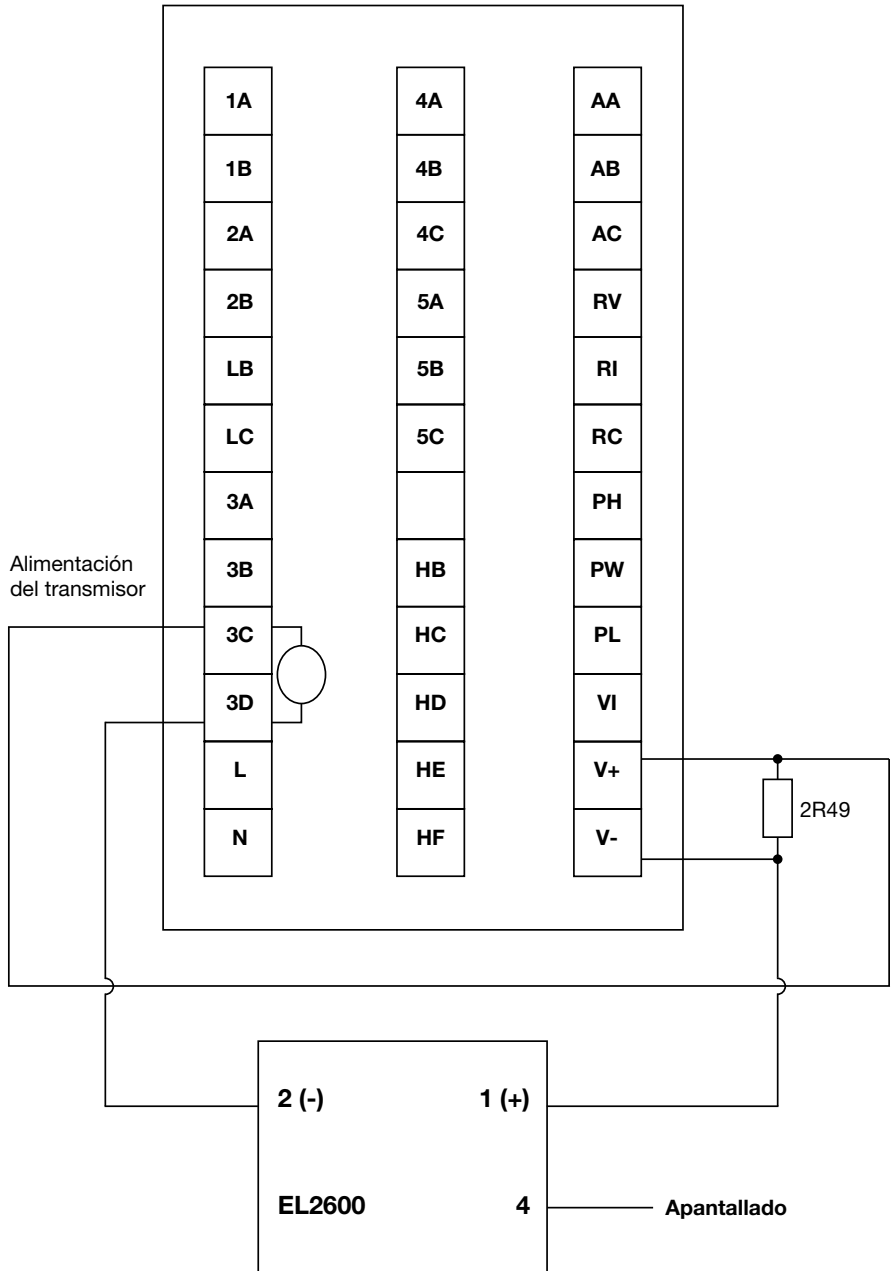 1A 4A AA
1B 4B AB
2A 4C AC
2B 5A RV
LB 5B RI
LC 5C RC
3A PH
Alimentación
del transmisor
3B HB PW
3C HC PL
3D HD VI
L HE V+
2R49
N HF V-
2 (-) 1 (+)
EL2600 4 Apantallado